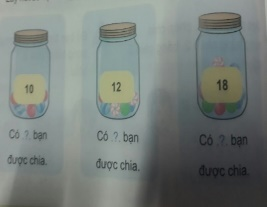 10
12
18
Có .?. bạn
Có .?. bạn
Có .?. bạn
được chia.
được chia.
được chia.